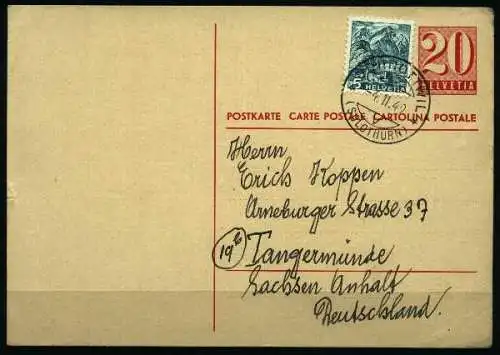 20
HELVETIA
5
HELVETIA
(SOLOTHURN)
POSTKARTE CARTE POSTALE CARTOLINA POSTALE
Herrn
Erich Koppen
Arneburger Strasse 37
19b
Tangermünde
Sachsen Anhalt
Deutschland.